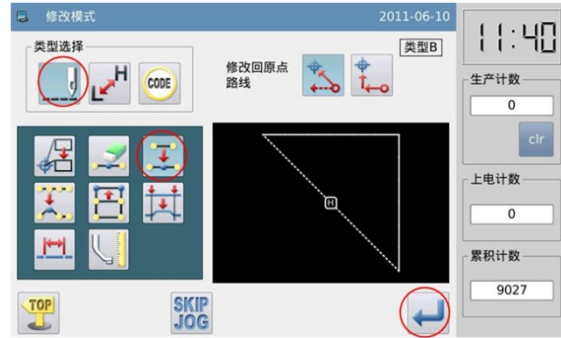 修改模式
2011-06-10
11:40
类型选择
类型B
H
CODE
修改回原点
路线
生产计数
0
clr
H
上电计数
0
累积计数
9027
TOP
SKIP
JOG